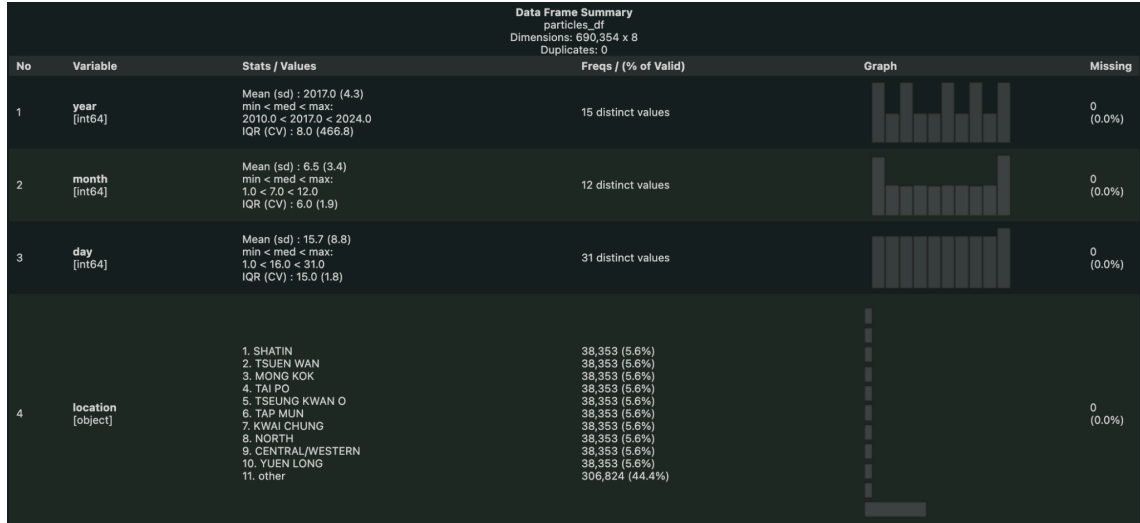 Data Frame Summary
particles_df
Dimensions: 690,354 x 8
Duplicates: 0
No Variable Stats / Values Freqs / (% of Valid) Graph Missing
1 year [int64] Mean (sd) : 2017.0 (4.3) 15 distinct values 0 (0.0%)
min < med < max:
2010.0 < 2017.0 < 2024.0
IQR (CV) : 8.0 (466.8)
2 month [int64] Mean (sd) : 6.5 (3.4) 12 distinct values 0 (0.0%)
min < med < max:
1.0 < 7.0 < 12.0
IQR (CV) : 6.0 (1.9)
3 day [int64] Mean (sd) : 15.7 (8.8) 31 distinct values 0 (0.0%)
min < med < max:
1.0 < 16.0 < 31.0
IQR (CV) : 15.0 (1.8)
4 location [object] 0 (0.0%)
1. SHATIN 38,353 (5.6%)
2. TSUEN WAN 38,353 (5.6%)
3. MONG KOK 38,353 (5.6%)
4. TAI PO 38,353 (5.6%)
5. TSEUNG KWAN O 38,353 (5.6%)
6. TAP MUN 38,353 (5.6%)
7. KWAI CHUNG 38,353 (5.6%)
8. NORTH 38,353 (5.6%)
9. CENTRAL/WESTERN 38,353 (5.6%)
10. YUEN LONG 38,353 (5.6%)
11. other 306,824 (44.4%)